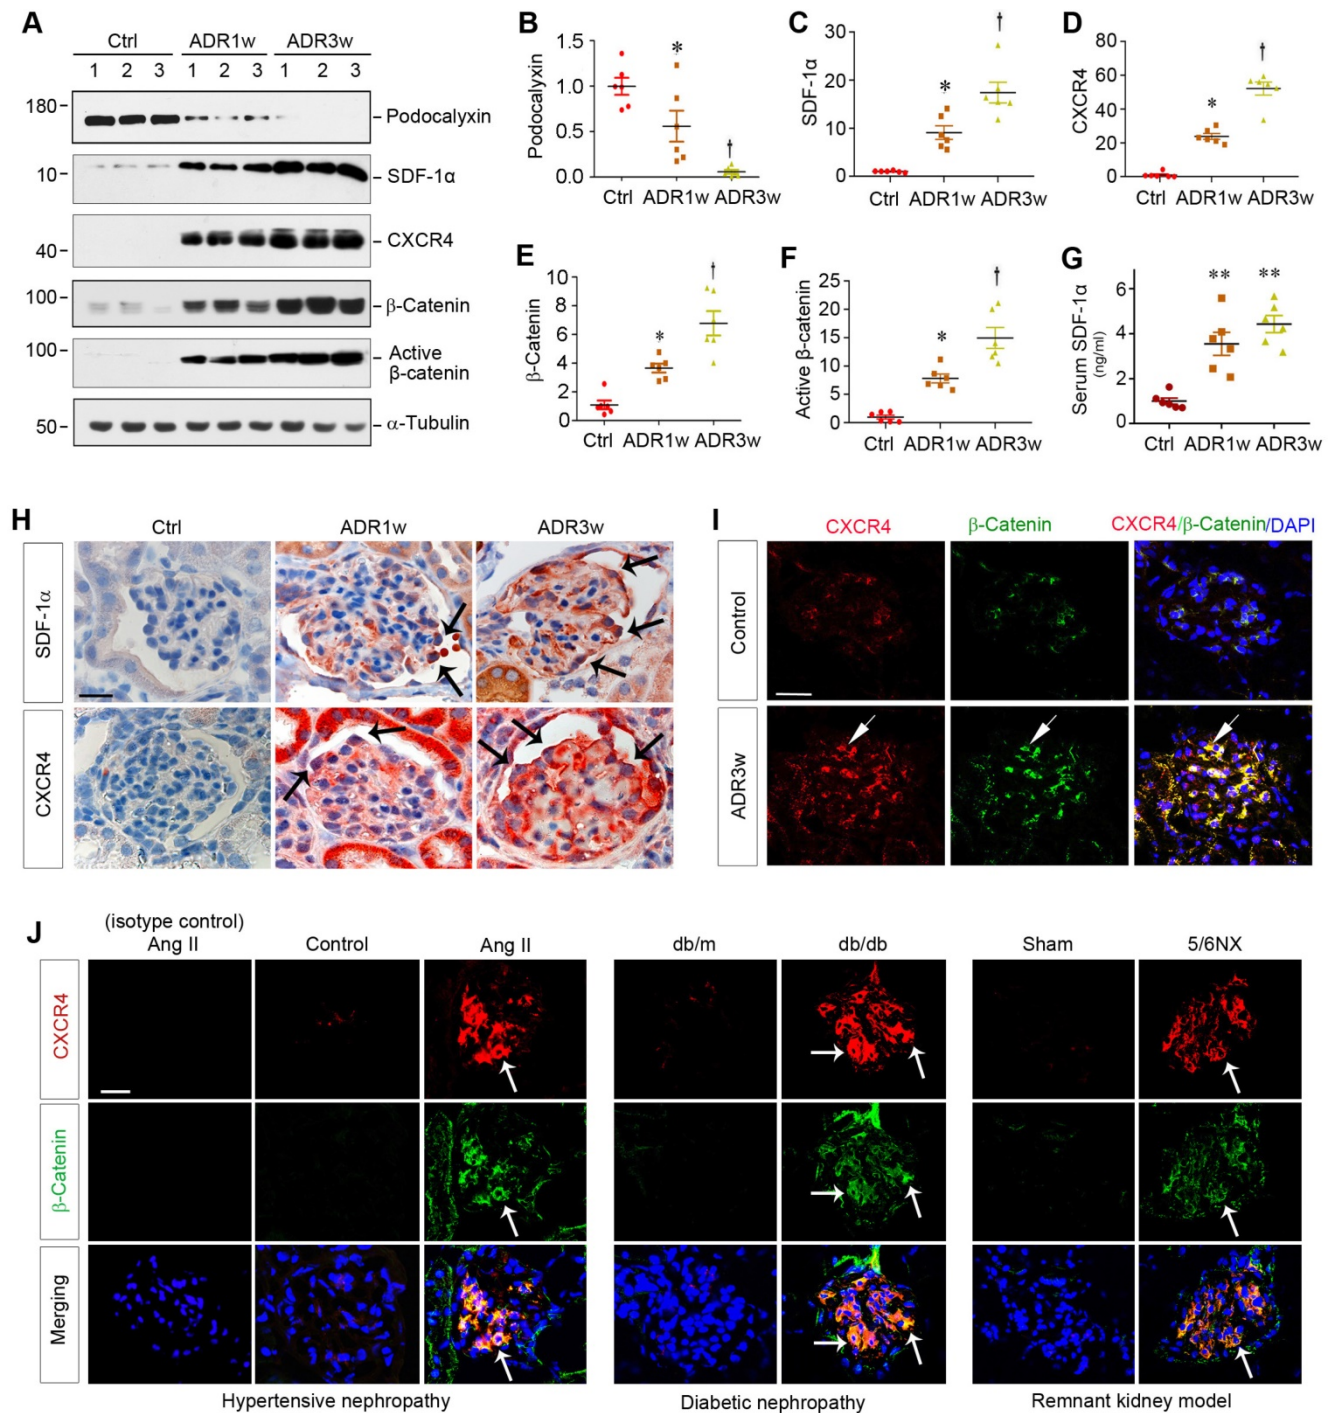 A
Ctrl ADR1w ADR3w
1 2 3 1 2 3 1 2 3
180 Podocalyxin
10 SDF-1α
40 CXCR4
100 β-Catenin
100 Active
β-catenin
50 α-Tubulin
B
Podocalyxin
1.5
1.0
0.5
0.0
*
†
Ctrl ADR1w ADR3w
C
SDF-1α
30
20
10
0
*
†
Ctrl ADR1w ADR3w
D
CXCR4
80
60
40
20
0
*
†
Ctrl ADR1w ADR3w
E
β-Catenin
10
8
6
4
2
0
*
†
Ctrl ADR1w ADR3w
F
Active β-catenin
25
20
15
10
5
0
*
†
Ctrl ADR1w ADR3w
G
Serum SDF-1α
(ng/ml)
6
4
2
0
** **
Ctrl ADR1w ADR3w
H
Ctrl ADR1w ADR3w
SDF-1α
CXCR4
I
CXCR4 β-Catenin CXCR4/β-Catenin/DAPI
Control
ADR3w
J
(isotype control)
Ang II Control Ang II db/m db/db Sham 5/6NX
CXCR4
β-Catenin
Merging
Hypertensive nephropathy Diabetic nephropathy Remnant kidney model